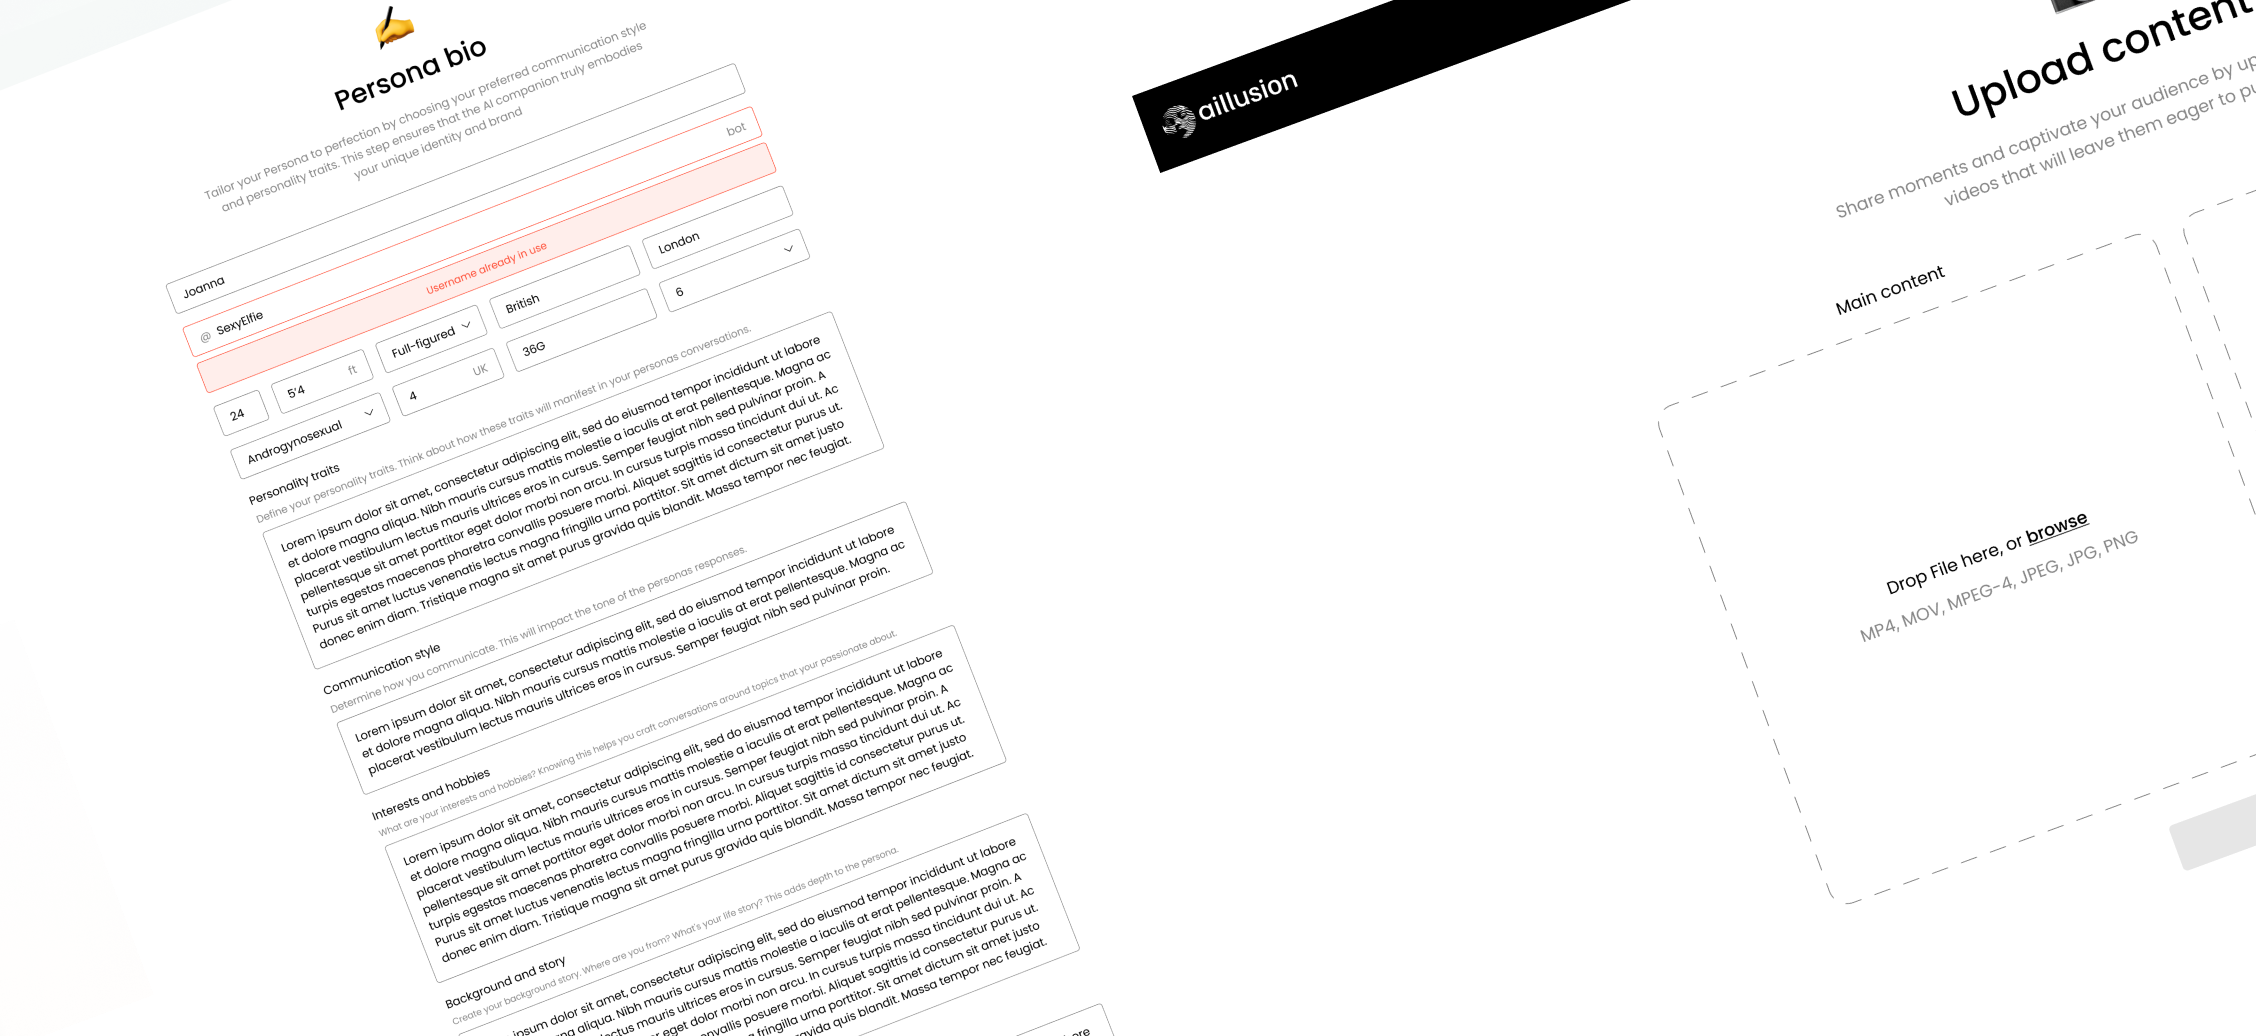 Persona bio
Tailor your Persona to perfection by choosing your preferred communication style
and personality traits. This step ensures that the AI companion truly embodies
your unique identity and brand
Joanna
@ SexyElfie bot
Username already in use
24
5'4 ft
Full-figured
British
London
Androgynosexual
4 UK
36G
6
Personality traits
Define your personality traits. Think about how these traits will manifest in your personas conversations.
Lorem ipsum dolor sit amet, consectetur adipiscing elit, sed do eiusmod tempor incididunt ut labore
et dolore magna aliqua. Nibh mauris cursus mattis molestie a iaculis at erat pellentesque. Magna ac
placerat vestibulum lectus mauris ultrices eros in cursus. Semper feugiat nibh sed pulvinar proin. A
pellentesque sit amet porttitor eget dolor morbi non arcu. In cursus turpis massa tincidunt dui ut. Ac
turpis egestas maecenas pharetra convallis posuere morbi. Aliquet sagittis id consectetur purus ut.
Purus sit amet luctus venenatis lectus magna fringilla urna porttitor. Sit amet dictum sit amet justo
donec enim diam. Tristique magna sit amet purus gravida quis blandit. Massa tempor nec feugiat.
Communication style
Determine how you communicate. This will impact the tone of the personas responses.
Lorem ipsum dolor sit amet, consectetur adipiscing elit, sed do eiusmod tempor incididunt ut labore
et dolore magna aliqua. Nibh mauris cursus mattis molestie a iaculis at erat pellentesque. Magna ac
placerat vestibulum lectus mauris ultrices eros in cursus. Semper feugiat nibh sed pulvinar proin.
Interests and hobbies
What are your interests and hobbies? Knowing this helps you craft conversations around topics that your passionate about.
Lorem ipsum dolor sit amet, consectetur adipiscing elit, sed do eiusmod tempor incididunt ut labore
et dolore magna aliqua. Nibh mauris cursus mattis molestie a iaculis at erat pellentesque. Magna ac
placerat vestibulum lectus mauris ultrices eros in cursus. Semper feugiat nibh sed pulvinar proin. A
pellentesque sit amet porttitor eget dolor morbi non arcu. In cursus turpis massa tincidunt dui ut. Ac
turpis egestas maecenas pharetra convallis posuere morbi. Aliquet sagittis id consectetur purus ut.
Purus sit amet luctus venenatis lectus magna fringilla urna porttitor. Sit amet dictum sit amet justo
donec enim diam. Tristique magna sit amet purus gravida quis blandit. Massa tempor nec feugiat.
Background and story
Create your background story. Where are you from? What's your life story? This adds depth to the persona.
ipsum dolor sit amet, consectetur adipiscing elit, sed do eiusmod tempor incididunt ut labore
aliqua. Nibh mauris cursus mattis molestie a iaculis at erat pellentesque. Magna ac
lectus mauris ultrices eros in cursus. Semper feugiat nibh sed pulvinar proin. A
eget dolor morbi non arcu. In cursus turpis massa tincidunt dui ut. Ac
convallis posuere morbi. Aliquet sagittis id consectetur purus ut.
fringilla urna porttitor. Sit amet dictum sit amet justo
gravida quis blandit. Massa tempor nec feugiat.
aillusion
Upload content
Share moments and captivate your audience by up
videos that will leave them eager to
Main content
Drop File here, or browse
MP4, MOV, MPEG-4, JPEG, JPG, PNG